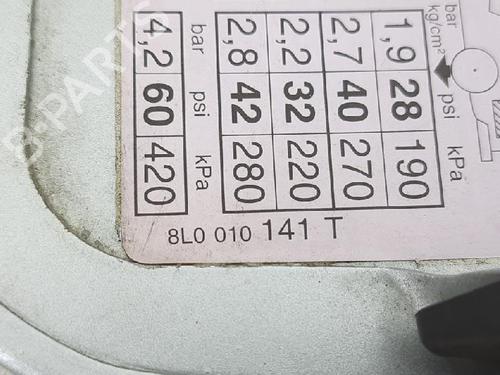 bar
kg/cm²
psi
kPa
1,9 28 190
2,7 40 270
2,2 32 220
2,8 42 280
bar psi kPa
4,2 60 420
8L0 010 141 T
B-PARTS